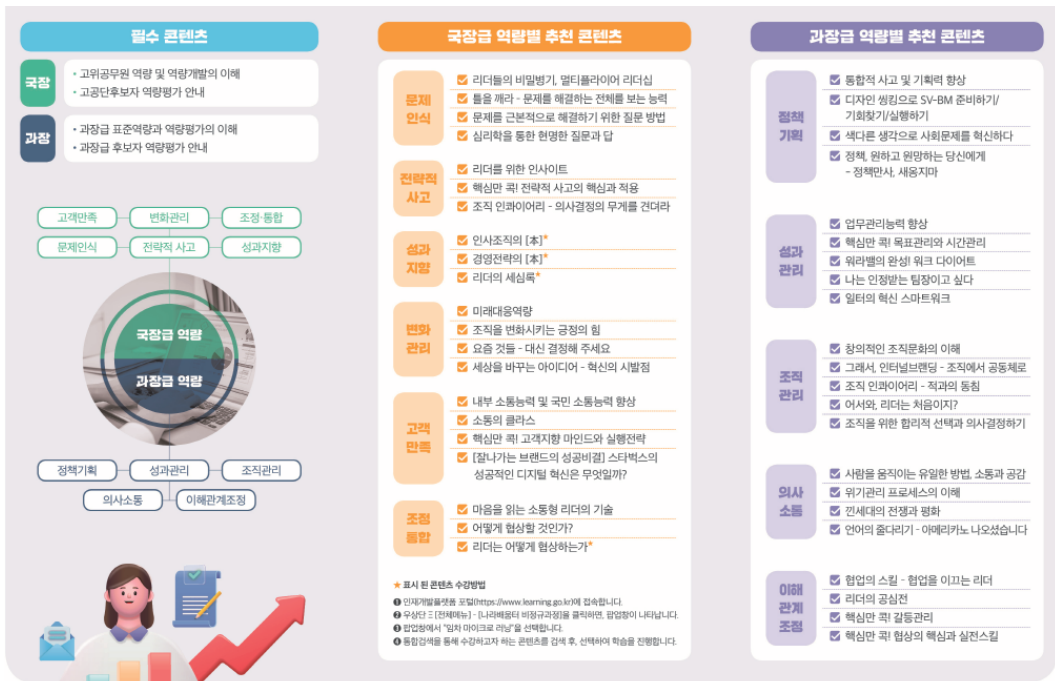 필수 콘텐츠
국장
• 고위공무원 역량 및 역량개발의 이해
• 고공단후보자 역량평가 안내
과장
• 과장급 표준역량과 역량평가의 이해
• 과장급 후보자 역량평가 안내
고객만족
변화관리
조정·통합
문제인식
전략적 사고
성과지향
국장급 역량
과장급 역량
정책기획
성과관리
조직관리
의사소통
이해관계조정
국장급 역량별 추천 콘텐츠
문제
인식
리더들의 비밀병기, 멀티플라이어 리더십
틀을 깨라 - 문제를 해결하는 전체를 보는 능력
문제를 근본적으로 해결하기 위한 질문 방법
심리학을 통한 현명한 질문과 답
전략적
사고
리더를 위한 인사이트
핵심만 콕! 전략적 사고의 핵심과 적용
조직 인콰이어리 - 의사결정의 무게를 견뎌라
성과
지향
인사조직의 [本]★
경영전략의 [本]★
리더의 세심록★
변화
관리
미래대응역량
조직을 변화시키는 긍정의 힘
요즘 것들 - 대신 결정해 주세요
세상을 바꾸는 아이디어 - 혁신의 시발점
고객
만족
내부 소통능력 및 국민 소통능력 향상
소통의 클라스
핵심만 콕! 고객지향 마인드와 실행전략
[잘나가는 브랜드의 성공비결] 스타벅스의
성공적인 디지털 혁신은 무엇일까?
조정
통합
마음을 읽는 소통형 리더의 기술
어떻게 협상할 것인가?
리더는 어떻게 협상하는가★
★ 표시 된 콘텐츠 수강방법
❶ 인재개발플랫폼 포털(https://www.learning.go.kr)에 접속합니다.
❷ 우상단 Ξ [전체메뉴] - [나라배움터 비정규과정]을 클릭하면, 팝업창이 나타납니다.
❸ 팝업창에서 "임차 마이크로 러닝"을 선택합니다.
❹ 통합검색을 통해 수강하고자 하는 콘텐츠를 검색 후, 선택하여 학습을 진행합니다.
과장급 역량별 추천 콘텐츠
정책
기획
통합적 사고 및 기획력 향상
디자인 씽킹으로 SV-BM 준비하기/
기회찾기/실행하기
색다른 생각으로 사회문제를 혁신하다
정책, 원하고 원망하는 당신에게
- 정책만사, 새옹지마
성과
관리
업무관리능력 향상
핵심만 콕! 목표관리와 시간관리
워라밸의 완성! 워크 다이어트
나는 인정받는 팀장이고 싶다
일터의 혁신 스마트워크
조직
관리
창의적인 조직문화의 이해
그래서, 인터널브랜딩 - 조직에서 공동체로
조직 인콰이어리 - 적과의 동침
어서와, 리더는 처음이지?
조직을 위한 합리적 선택과 의사결정하기
의사
소통
사람을 움직이는 유일한 방법, 소통과 공감
위기관리 프로세스의 이해
낀세대의 전쟁과 평화
언어의 줄다리기 - 아메리카노 나오셨습니다
이해
관계
조정
협업의 스킬 - 협업을 이끄는 리더
리더의 공심전
핵심만 콕! 갈등관리
핵심만 콕! 협상의 핵심과 실전스킬